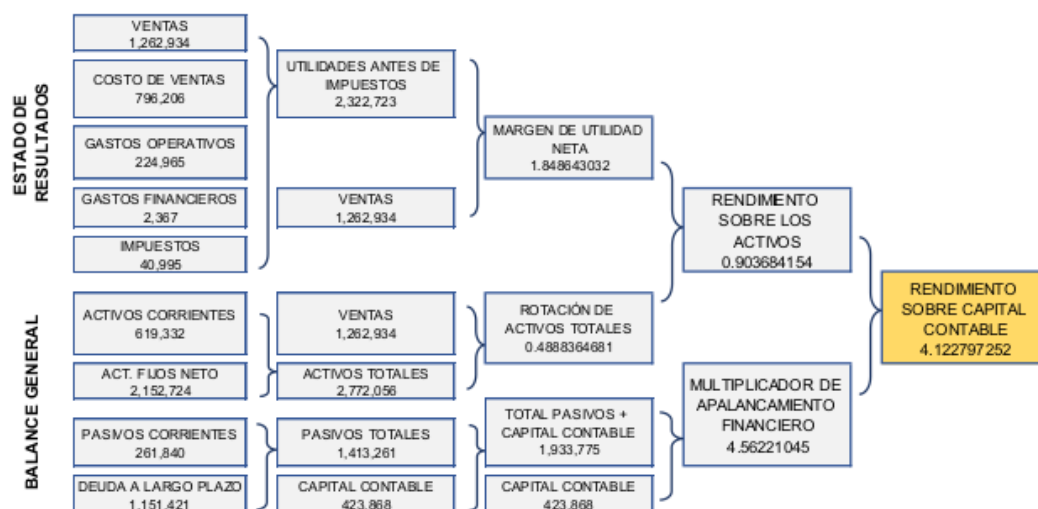 ESTADO DE
RESULTADOS
VENTAS
1,262,934
COSTO DE VENTAS
796,206
GASTOS OPERATIVOS
224,965
GASTOS FINANCIEROS
2,367
IMPUESTOS
40,995
UTILIDADES ANTES DE
IMPUESTOS
2,322,723
VENTAS
1,262,934
MARGEN DE UTILIDAD
NETA
1.848643032
RENDIMIENTO
SOBRE LOS
ACTIVOS
0.903684154
RENDIMIENTO
SOBRE CAPITAL
CONTABLE
4.122797252
BALANCE GENERAL
ACTIVOS CORRIENTES
619,332
ACT. FIJOS NETO
2,152,724
PASIVOS CORRIENTES
261,840
DEUDA A LARGO PLAZO
1,151,421
VENTAS
1,262,934
ACTIVOS TOTALES
2,772,056
PASIVOS TOTALES
1,413,261
CAPITAL CONTABLE
423,868
ROTACIÓN DE
ACTIVOS TOTALES
0.4888364681
TOTAL PASIVOS +
CAPITAL CONTABLE
1,933,775
CAPITAL CONTABLE
423,868
MULTIPLICADOR DE
APALANCAMIENTO
FINANCIERO
4.56221045